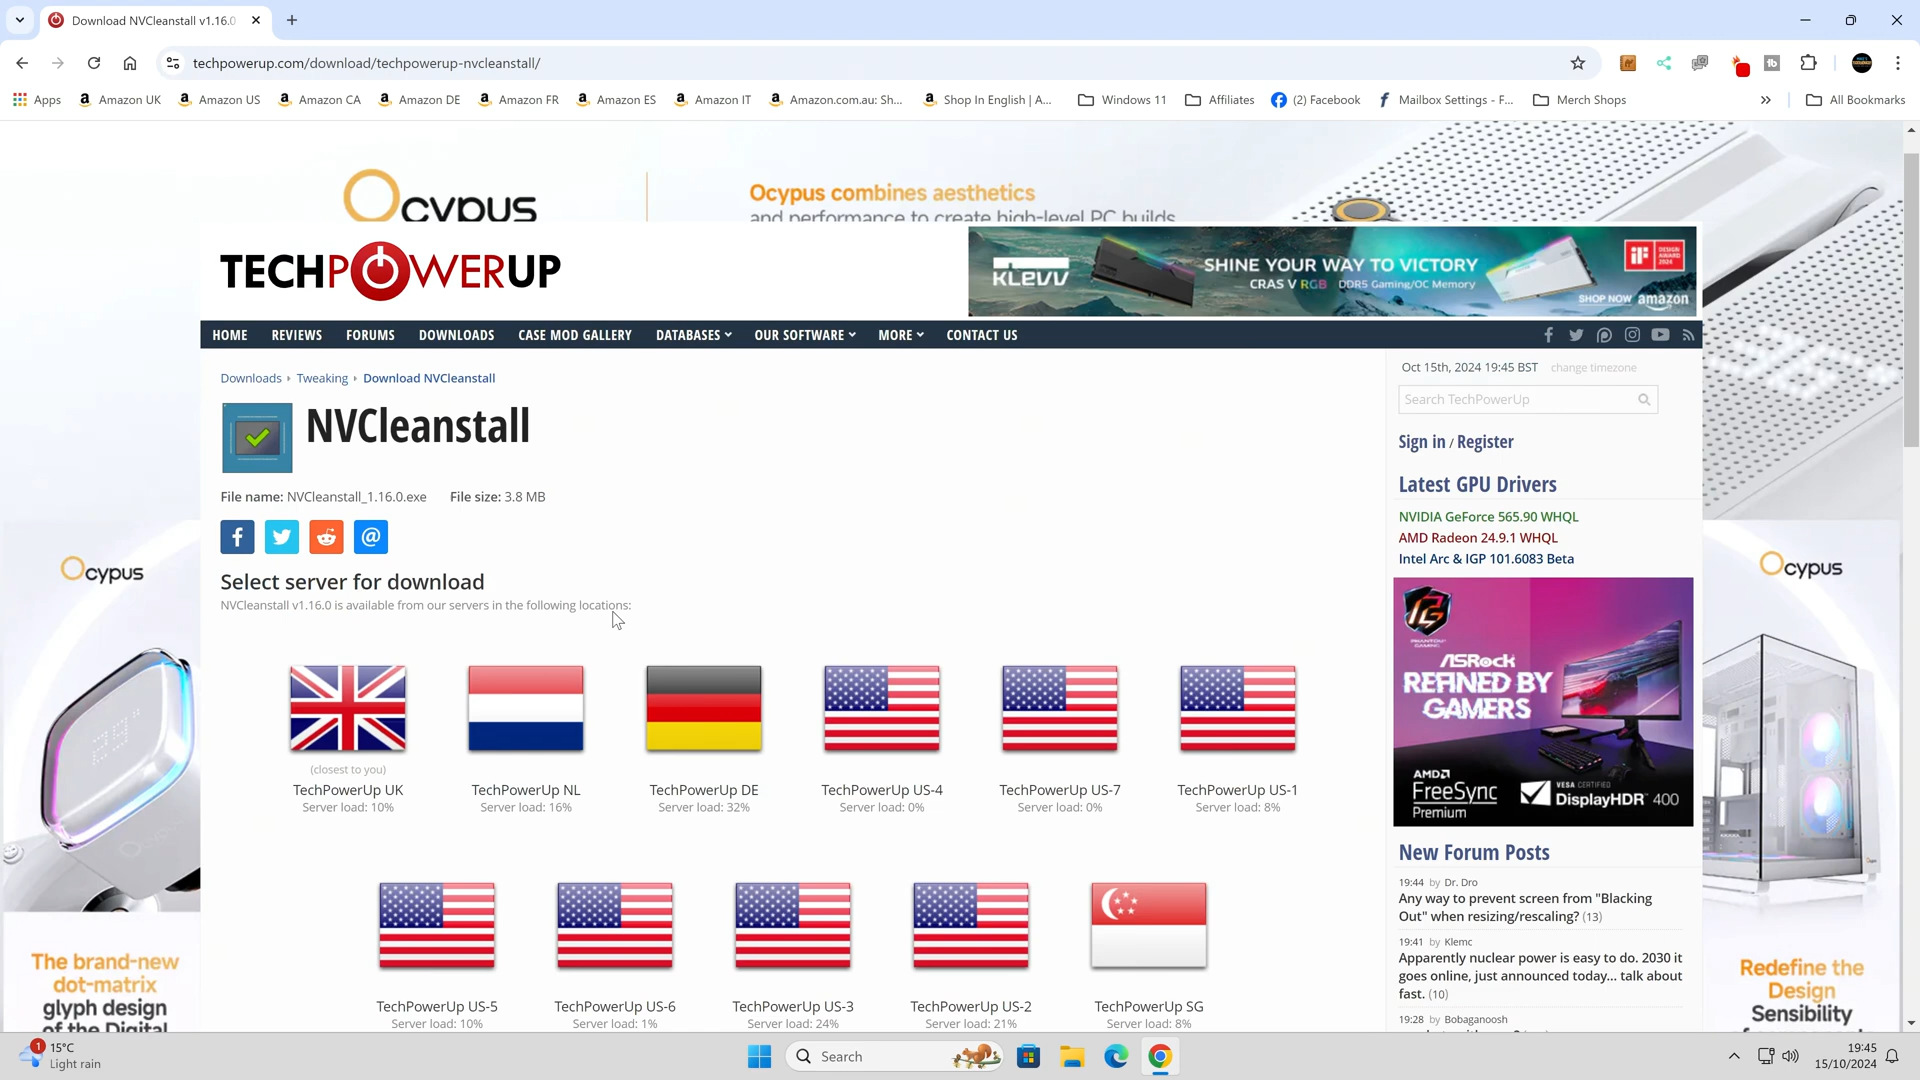 Download NVCleanstall v1.16.0
techpowerup.com/download/techpowerup-nvcleanstall/
Apps
Amazon UK
Amazon US
Amazon CA
Amazon DE
Amazon FR
Amazon ES
Amazon IT
Amazon.com.au: Sh...
Shop In English | A...
Windows 11
Affiliates
(2) Facebook
Mailbox Settings - F...
Merch Shops
»
All Bookmarks
Ocypus
Ocypus combines aesthetics
and performance to create high-level PC builds
TECHPOWERUP
KLEVV
SHINE YOUR WAY TO VICTORY
CRAS V RGB DDR5 Gaming/OC Memory
DESIGN AWARD 2024
SHOP NOW amazon
HOME REVIEWS FORUMS DOWNLOADS CASE MOD GALLERY DATABASES OUR SOFTWARE MORE CONTACT US
Downloads Tweaking Download NVCleanstall
NVCleanstall
File name: NVCleanstall_1.16.0.exe File size: 3.8 MB
Select server for download
NVCleanstall v1.16.0 is available from our servers in the following locations:
(closest to you)
TechPowerUp UK
Server load: 10%
TechPowerUp NL
Server load: 16%
TechPowerUp DE
Server load: 32%
TechPowerUp US-4
Server load: 0%
TechPowerUp US-7
Server load: 0%
TechPowerUp US-1
Server load: 8%
TechPowerUp US-5
Server load: 10%
TechPowerUp US-6
Server load: 1%
TechPowerUp US-3
Server load: 24%
TechPowerUp US-2
Server load: 21%
TechPowerUp SG
Server load: 8%
Oct 15th, 2024 19:45 BST change timezone
Search TechPowerUp
Sign in / Register
Latest GPU Drivers
NVIDIA GeForce 565.90 WHQL
AMD Radeon 24.9.1 WHQL
Intel Arc & IGP 101.6083 Beta
PHANTOM GAMING
ASRock
REFINED BY
GAMERS
AMD
FreeSync
Premium
VESA CERTIFIED
DisplayHDR™ 400
New Forum Posts
19:44 by Dr. Dro
Any way to prevent screen from "Blacking
Out" when resizing/rescaling? (13)
19:41 by Klemc
Apparently nuclear power is easy to do. 2030 it
goes online, just announced today... talk about
fast. (10)
19:28 by Bobaganoosh
Ocypus
The brand-new
dot-matrix
glyph design
of the Digital
Ocypus
Redefine the
Design
Sensibility
1
15°C
Light rain
Search
19:45
15/10/2024